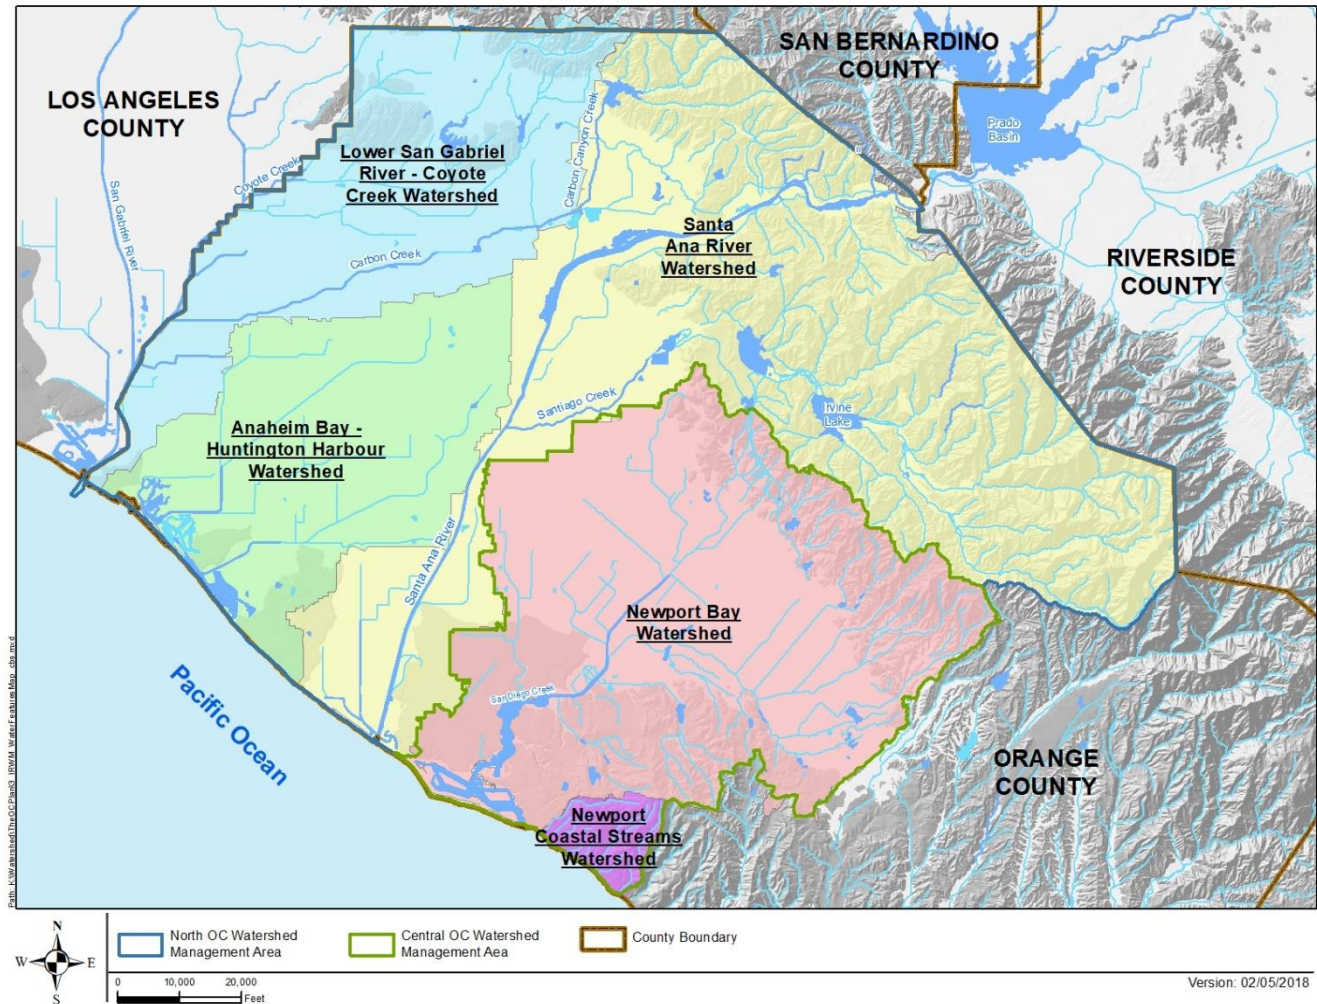 SAN BERNARDINO
COUNTY
LOS ANGELES
COUNTY
Prado
Basin
Lower San Gabriel
River - Coyote
Creek Watershed
Coyote Creek
Carbon Canyon Creek
San Gabriel River
Santa
Ana River
Watershed
Carbon Creek
RIVERSIDE
COUNTY
Santiago Creek
Irvine
Lake
Anaheim Bay -
Huntington Harbour
Watershed
Santa Ana River
Newport Bay
Watershed
San Diego Creek
Pacific Ocean
ORANGE
COUNTY
Newport
Coastal Streams
Watershed
N
W
E
S
North OC Watershed
Management Area
Central OC Watershed
Management Aea
County Boundary
0 10,000 20,000
Feet
Version: 02/05/2018